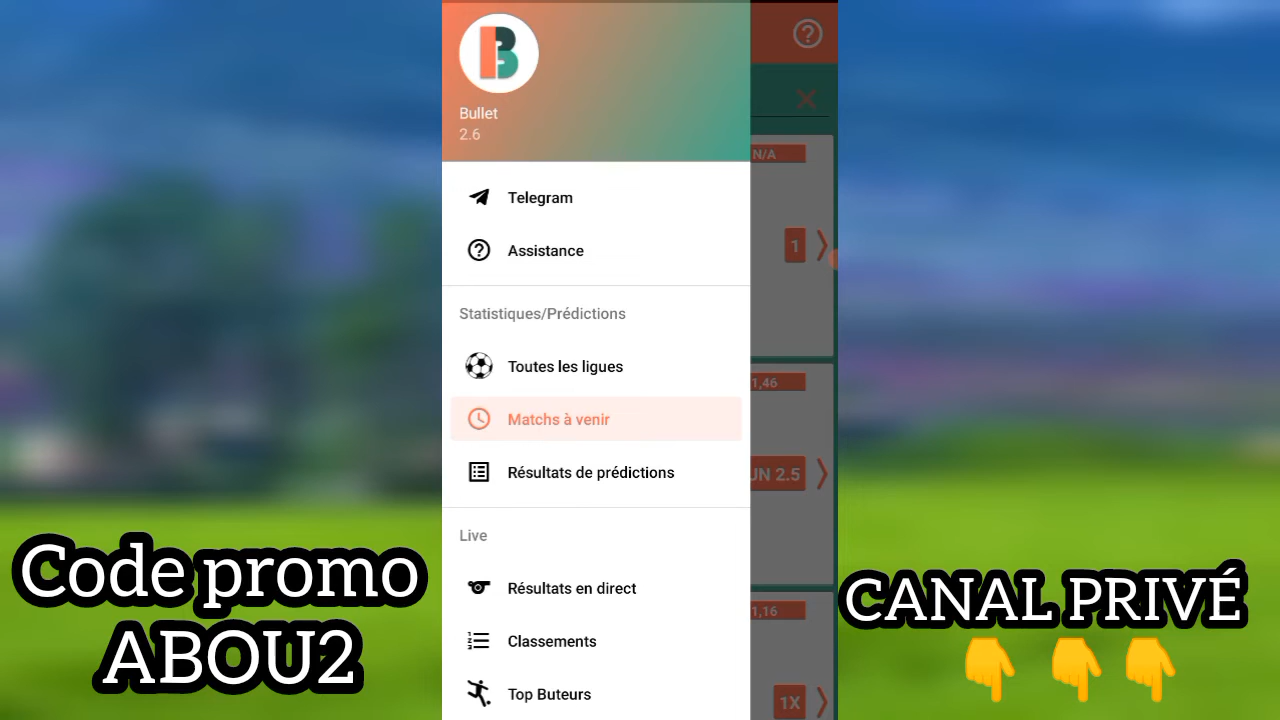 Bullet
2.6
Telegram
Assistance
Statistiques/Prédictions
Toutes les ligues
Matchs à venir
Résultats de prédictions
Live
Résultats en direct
Classements
Top Buteurs
N/A
1
1,46
UN 2.5
1,16
1X
Code promo
ABOU2
CANAL PRIVÉ